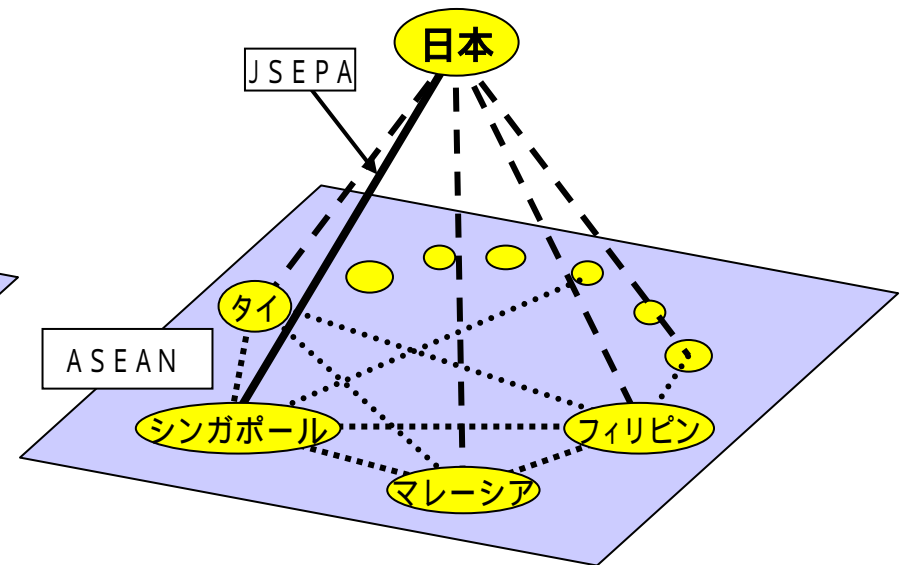 日本
ＪＳＥＰＡ
タイ
ＡＳＥＡＮ
シンガポール
フィリピン
マレーシア